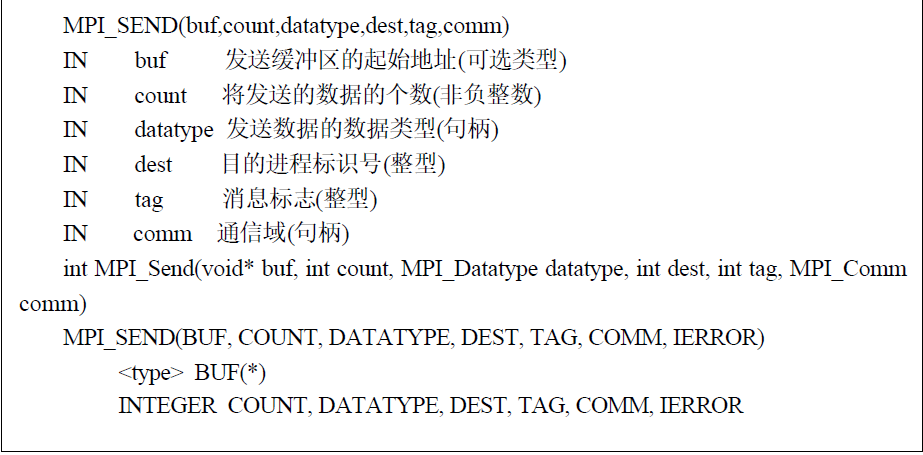 MPI_SEND(buf,count,datatype,dest,tag,comm)
IN buf 发送缓冲区的起始地址(可选类型)
IN count 将发送的数据的个数(非负整数)
IN datatype 发送数据的数据类型(句柄)
IN dest 目的进程标识号(整型)
IN tag 消息标志(整型)
IN comm 通信域(句柄)
int MPI_Send(void* buf, int count, MPI_Datatype datatype, int dest, int tag, MPI_Comm
comm)
MPI_SEND(BUF, COUNT, DATATYPE, DEST, TAG, COMM, IERROR)
<type> BUF(*)
INTEGER COUNT, DATATYPE, DEST, TAG, COMM, IERROR